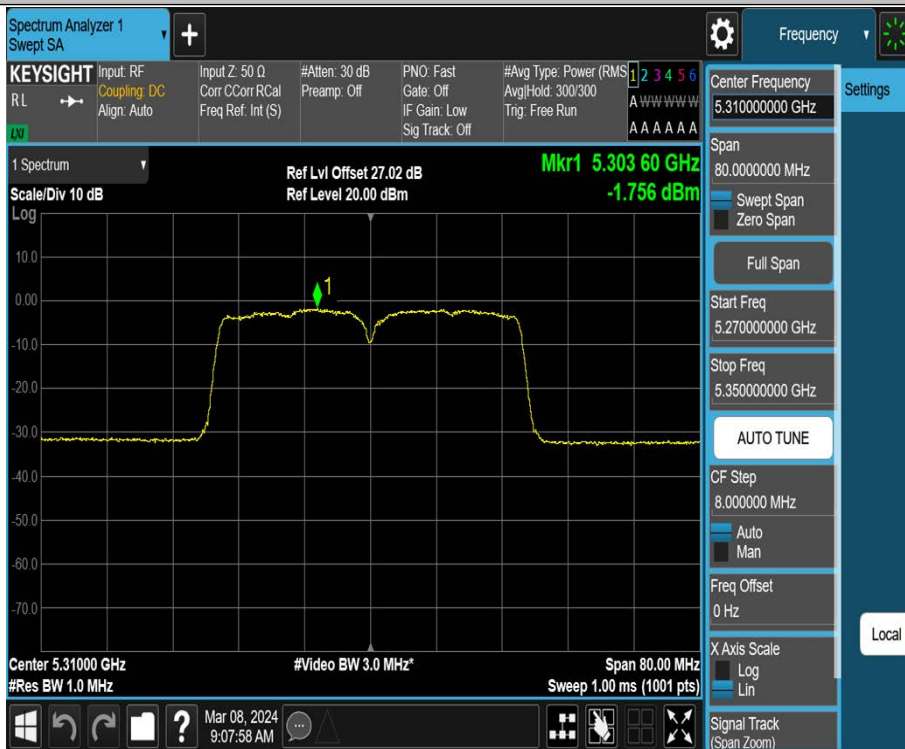 Spectrum Analyzer 1
Swept SA
+
Frequency
KEYSIGHT
R L
LXI
Input: RF
Coupling: DC
Align: Auto
Input Z: 50 Ω
Corr CCorr RCal
Freq Ref: Int (S)
#Atten: 30 dB
Preamp: Off
PNO: Fast
Gate: Off
IF Gain: Low
Sig Track: Off
#Avg Type: Power (RMS
Avg|Hold: 300/300
Trig: Free Run
1 2 3 4 5 6
A W W W W W
A A A A A A
Center Frequency
5.310000000 GHz
Settings
Span
80.0000000 MHz
Swept Span
Zero Span
Full Span
Start Freq
5.270000000 GHz
Stop Freq
5.350000000 GHz
AUTO TUNE
CF Step
8.000000 MHz
Auto
Man
Freq Offset
0 Hz
X Axis Scale
Log
Lin
Local
Signal Track
(Span Zoom)
1 Spectrum
Scale/Div 10 dB
Log
Ref Lvl Offset 27.02 dB
Ref Level 20.00 dBm
Mkr1 5.303 60 GHz
-1.756 dBm
1
10.0
0.00
-10.0
-20.0
-30.0
-40.0
-50.0
-60.0
-70.0
Center 5.31000 GHz
#Res BW 1.0 MHz
#Video BW 3.0 MHz*
Span 80.00 MHz
Sweep 1.00 ms (1001 pts)
?
Mar 08, 2024
9:07:58 AM